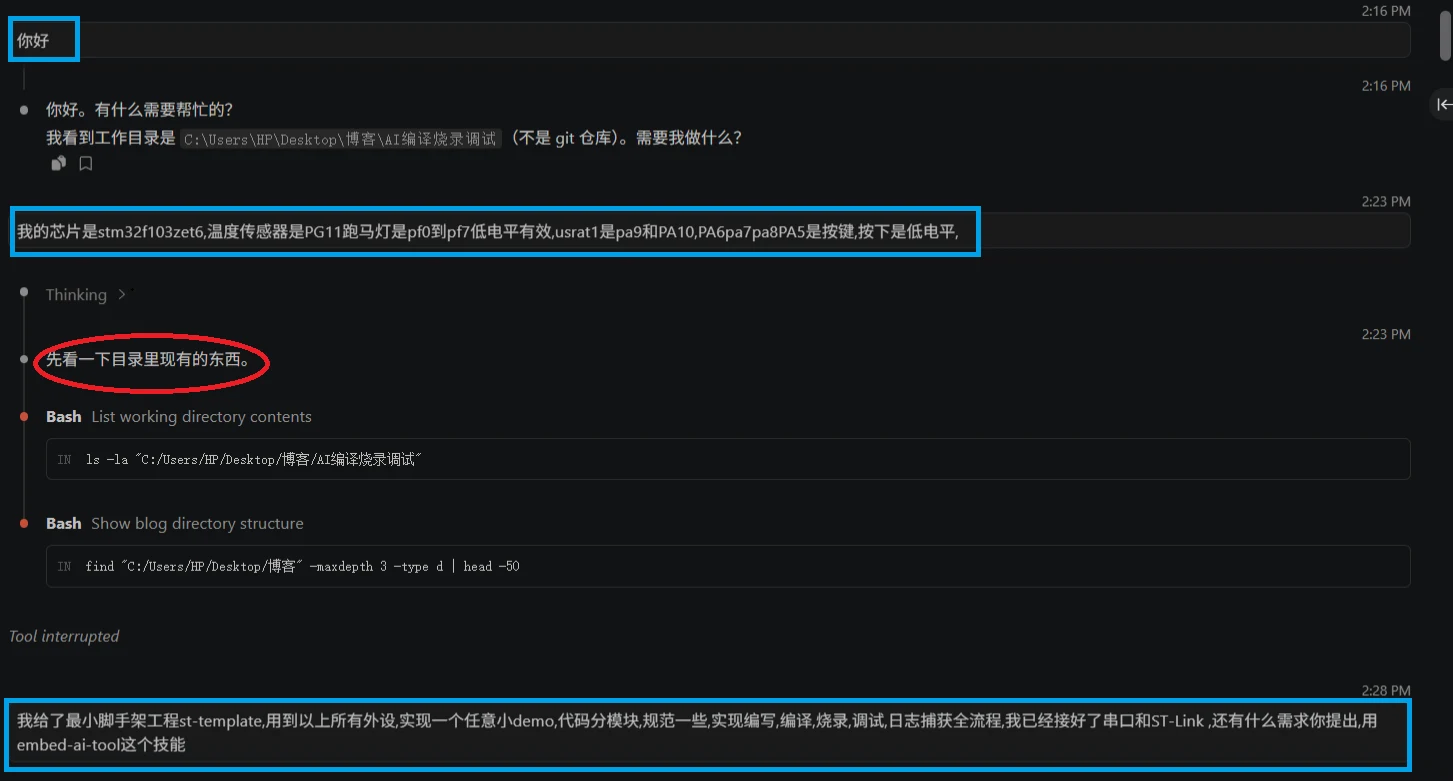 2:16 PM
你好
2:16 PM
你好。有什么需要帮忙的?
我看到工作目录是 C:\Users\HP\Desktop\博客\AI编译烧录调试 (不是 git 仓库)。需要我做什么?
2:23 PM
我的芯片是stm32f103zet6,温度传感器是PG11跑马灯是pf0到pf7低电平有效,usrat1是pa9和PA10,PA6pa7pa8PA5是按键,按下是低电平,
Thinking >
2:23 PM
先看一下目录里现有的东西。
Bash List working directory contents
IN ls -la "C:/Users/HP/Desktop/博客/AI编译烧录调试"
Bash Show blog directory structure
IN find "C:/Users/HP/Desktop/博客" -maxdepth 3 -type d | head -50
Tool interrupted
2:28 PM
我给了最小脚手架工程st-template,用到以上所有外设,实现一个任意小demo,代码分模块,规范一些,实现编写,编译,烧录,调试,日志捕获全流程,我已经接好了串口和ST-Link ,还有什么需求你提出,用
embed-ai-tool这个技能